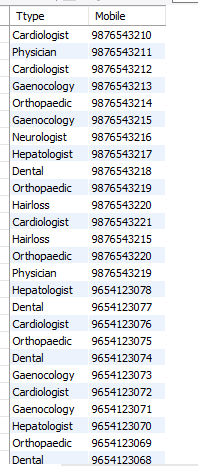 Ttype Mobile
Cardiologist 9876543210
Physician 9876543211
Cardiologist 9876543212
Gaenocology 9876543213
Orthopaedic 9876543214
Gaenocology 9876543215
Neurologist 9876543216
Hepatologist 9876543217
Dental 9876543218
Orthopaedic 9876543219
Hairloss 9876543220
Cardiologist 9876543221
Hairloss 9876543215
Orthopaedic 9876543220
Physician 9876543219
Hepatologist 9654123078
Dental 9654123077
Cardiologist 9654123076
Orthopaedic 9654123075
Dental 9654123074
Gaenocology 9654123073
Cardiologist 9654123072
Gaenocology 9654123071
Hepatologist 9654123070
Orthopaedic 9654123069
Dental 9654123068